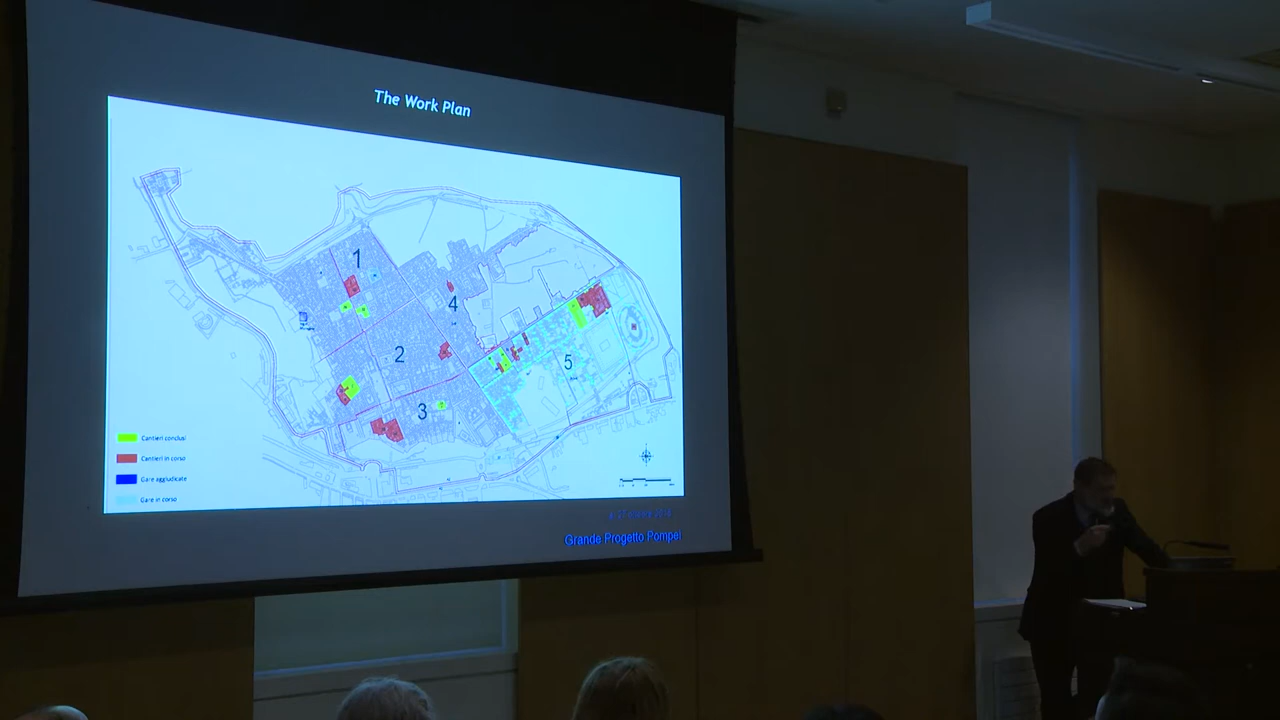 The Work Plan
1
4
2
5
3
Cantieri conclusi
Cantieri in corso
Gare aggiudicate
Gare in corso
Grande Progetto Pompei